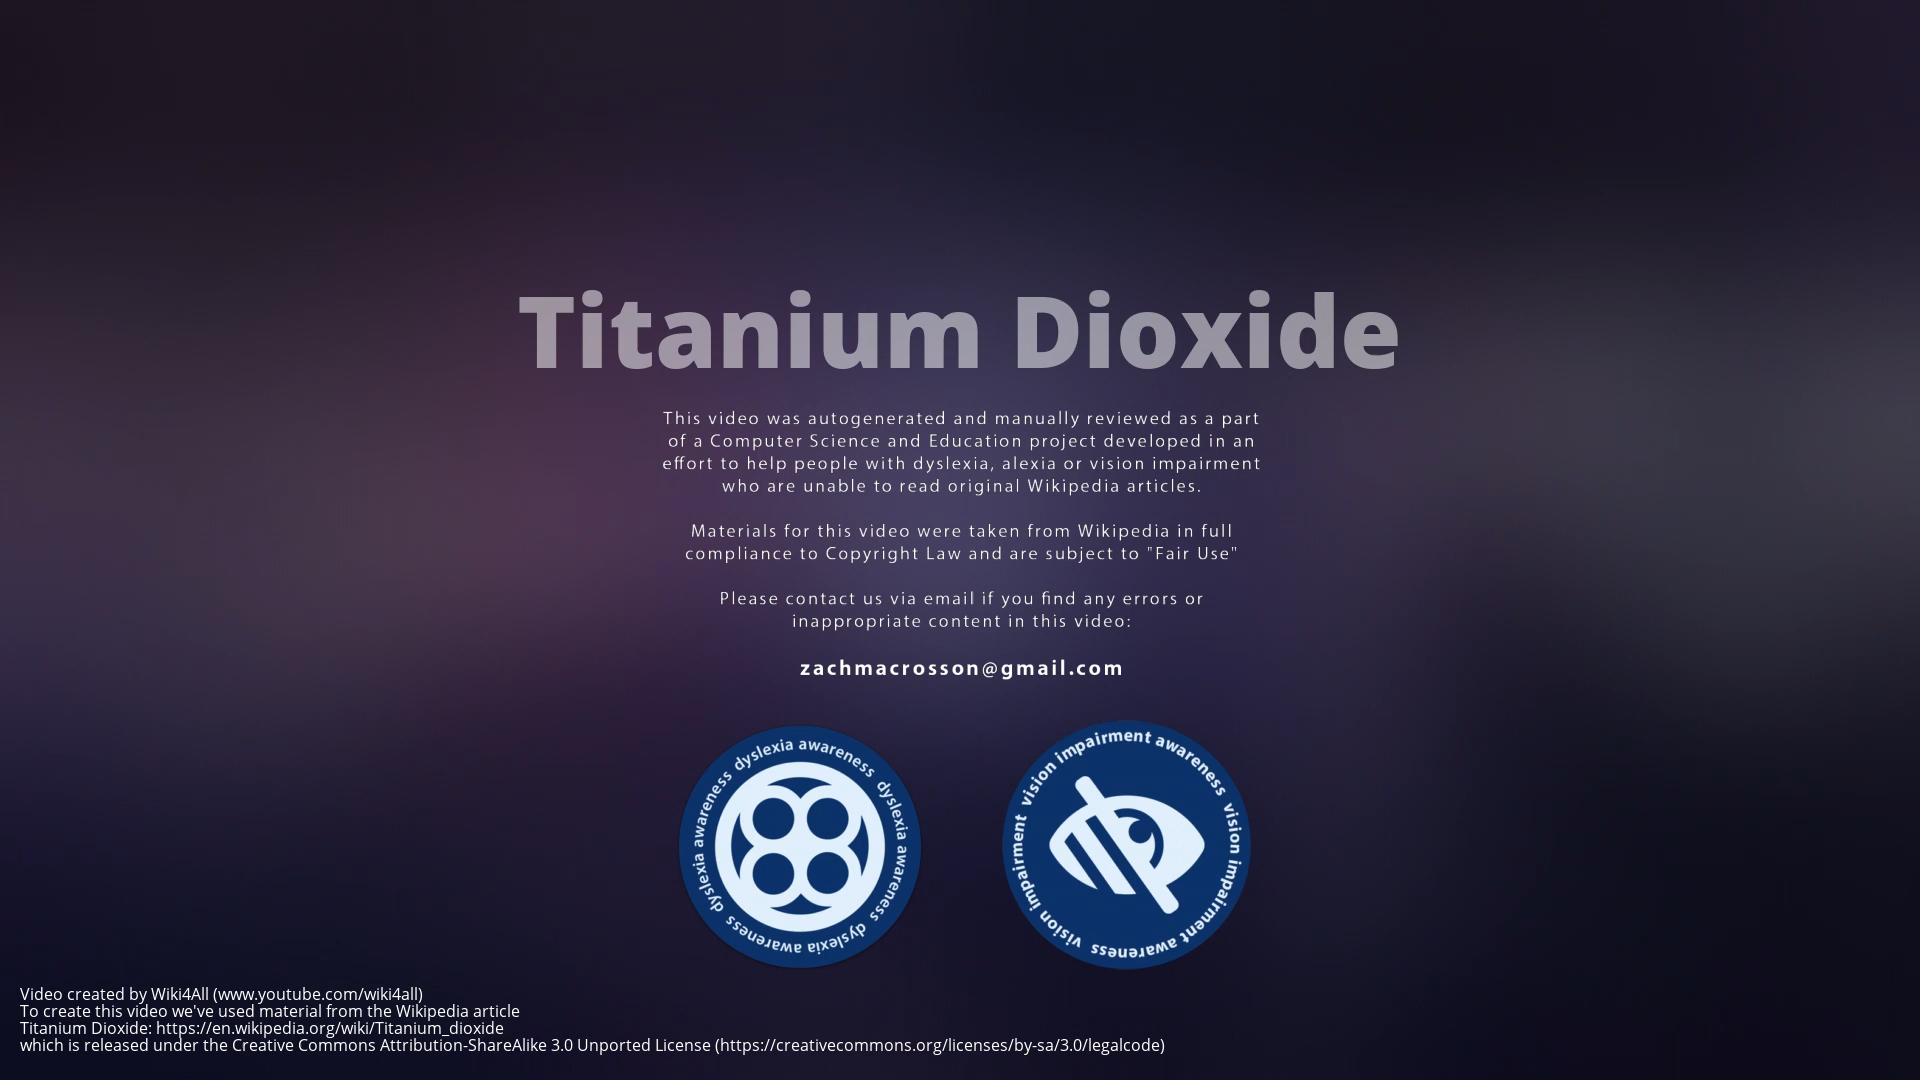 Titanium Dioxide
This video was autogenerated and manually reviewed as a part
of a Computer Science and Education project developed in an
effort to help people with dyslexia, alexia or vision impairment
who are unable to read original Wikipedia articles.
Materials for this video were taken from Wikipedia in full
compliance to Copyright Law and are subject to "Fair Use"
Please contact us via email if you find any errors or
inappropriate content in this video:
zachmacrosson@gmail.com
dyslexia awareness dyslexia awareness dyslexia awareness dyslexia awareness
vision impairment awareness vision impairment awareness vision impairment
Video created by Wiki4All (www.youtube.com/wiki4all)
To create this video we've used material from the Wikipedia article
Titanium Dioxide: https://en.wikipedia.org/wiki/Titanium_dioxide
which is released under the Creative Commons Attribution-ShareAlike 3.0 Unported License (https://creativecommons.org/licenses/by-sa/3.0/legalcode)